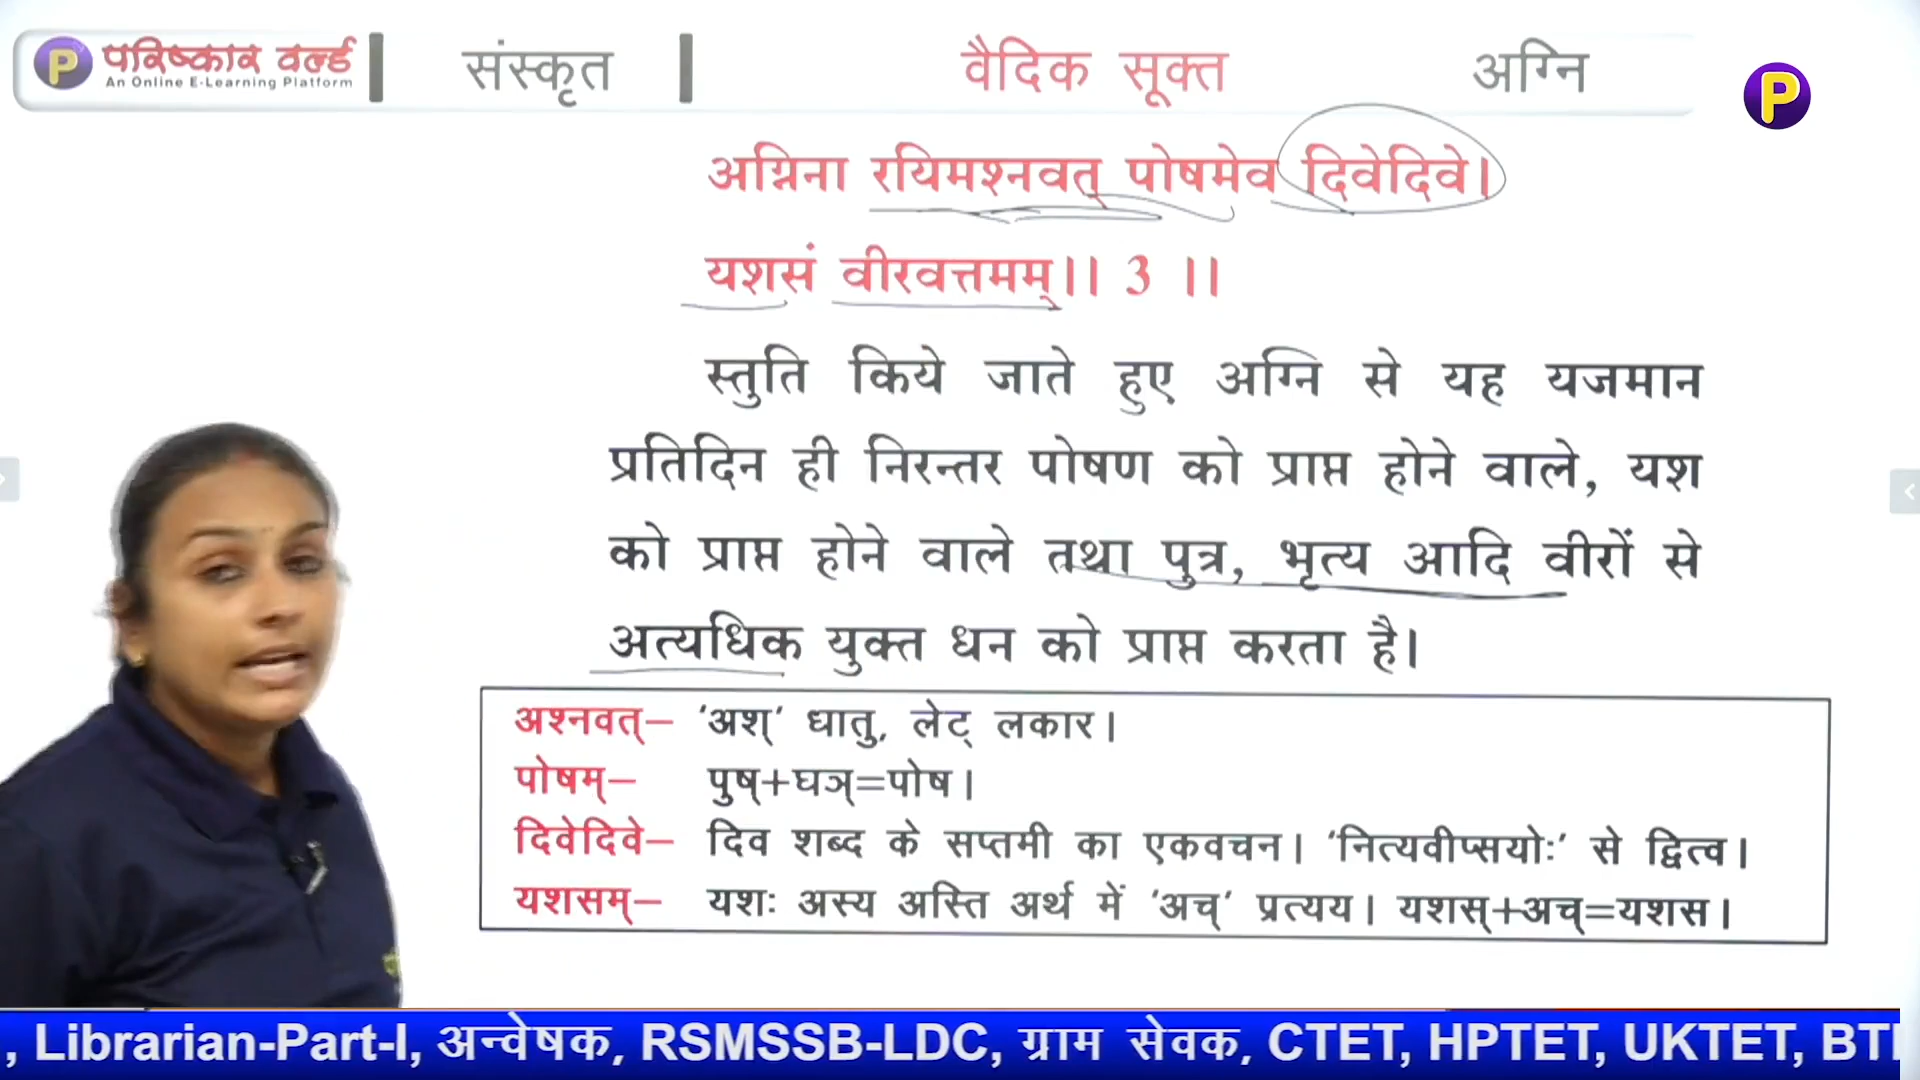 P परिष्कार वर्ल्ड
An Online E-Learning Platform
संस्कृत
वैदिक सूक्त
अग्नि
P
अग्निना रयिमश्नवत् पोषमेव दिवेदिवे।
यशसं वीरवत्तमम्।। 3 ।।
स्तुति किये जाते हुए अग्नि से यह यजमान
प्रतिदिन ही निरन्तर पोषण को प्राप्त होने वाले, यश
को प्राप्त होने वाले तथा पुत्र, भृत्य आदि वीरों से
अत्यधिक युक्त धन को प्राप्त करता है।
अश्नवत्– 'अश्' धातु, लेट् लकार।
पोषम्– पुष्+घञ्=पोष।
दिवेदिवे– दिव शब्द के सप्तमी का एकवचन। 'नित्यवीप्सयोः' से द्वित्व।
यशसम्– यशः अस्य अस्ति अर्थ में 'अच्' प्रत्यय। यशस्+अच्=यशस।
, Librarian-Part-I, अन्वेषक, RSMSSB-LDC, ग्राम सेवक, CTET, HPTET, UKTET, BT